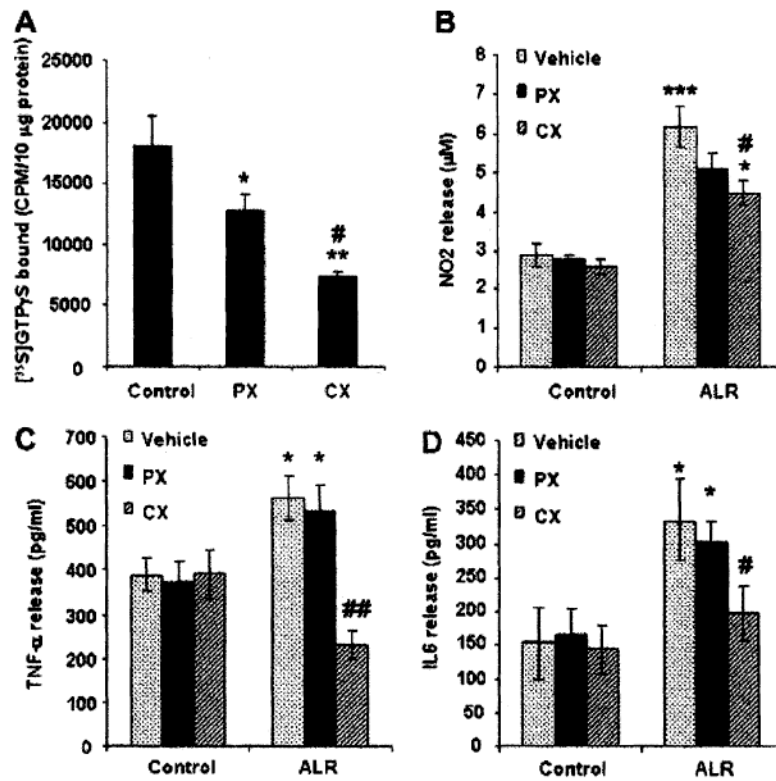 A
[³⁵S]GTPγS bound (CPM/10 µg protein)
25000
20000
15000
10000
5000
0
*
#
**
Control PX CX
B
NO2 release (µM)
8
7
6
5
4
3
2
1
0
Vehicle
PX
CX
***
#
*
Control ALR
C
TNF-α release (pg/ml)
700
600
500
400
300
200
100
0
Vehicle
PX
CX
* *
##
Control ALR
D
IL6 release (pg/ml)
450
400
350
300
250
200
150
100
50
0
Vehicle
PX
CX
*
*
#
Control ALR